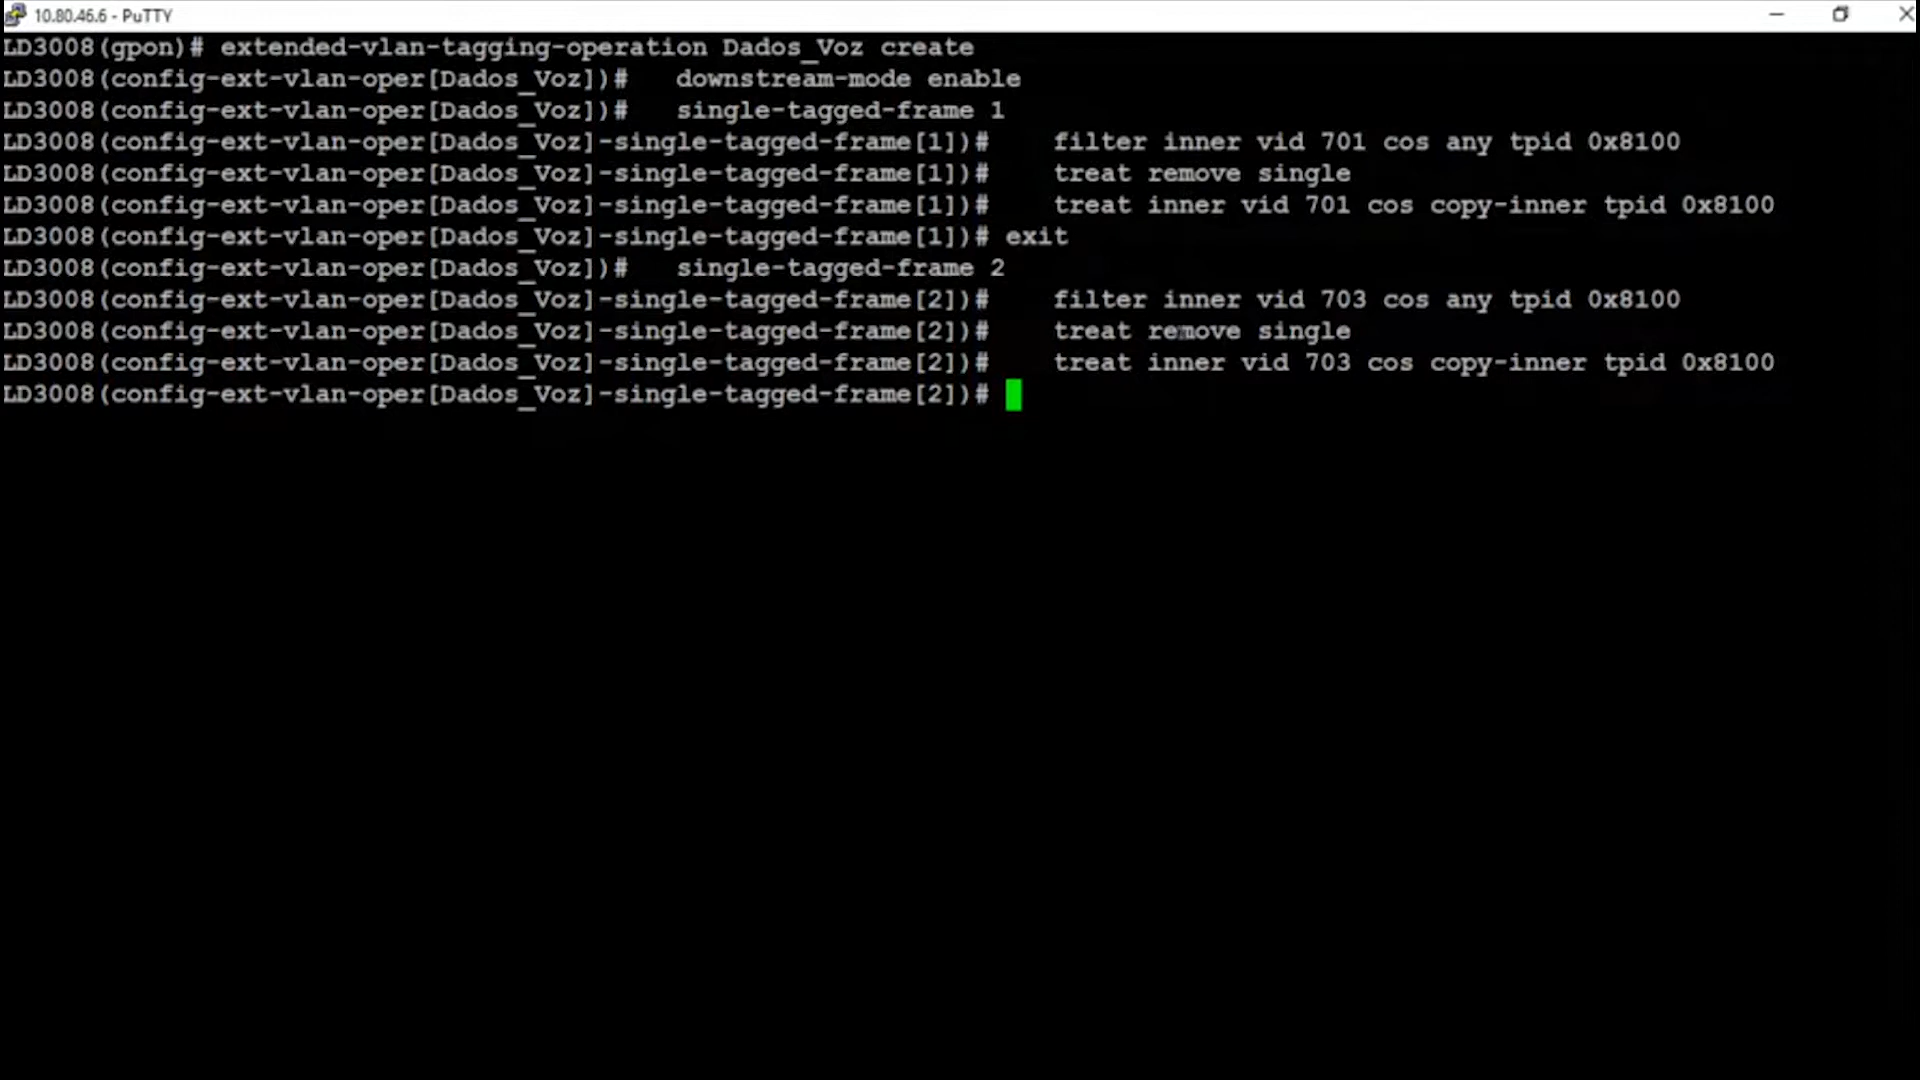 10.80.46.6 - PuTTY
LD3008(gpon)# extended-vlan-tagging-operation Dados_Voz create
LD3008(config-ext-vlan-oper[Dados_Voz])#   downstream-mode enable
LD3008(config-ext-vlan-oper[Dados_Voz])#   single-tagged-frame 1
LD3008(config-ext-vlan-oper[Dados_Voz]-single-tagged-frame[1])#    filter inner vid 701 cos any tpid 0x8100
LD3008(config-ext-vlan-oper[Dados_Voz]-single-tagged-frame[1])#    treat remove single
LD3008(config-ext-vlan-oper[Dados_Voz]-single-tagged-frame[1])#    treat inner vid 701 cos copy-inner tpid 0x8100
LD3008(config-ext-vlan-oper[Dados_Voz]-single-tagged-frame[1])# exit
LD3008(config-ext-vlan-oper[Dados_Voz])#   single-tagged-frame 2
LD3008(config-ext-vlan-oper[Dados_Voz]-single-tagged-frame[2])#    filter inner vid 703 cos any tpid 0x8100
LD3008(config-ext-vlan-oper[Dados_Voz]-single-tagged-frame[2])#    treat remove single
LD3008(config-ext-vlan-oper[Dados_Voz]-single-tagged-frame[2])#    treat inner vid 703 cos copy-inner tpid 0x8100
LD3008(config-ext-vlan-oper[Dados_Voz]-single-tagged-frame[2])#